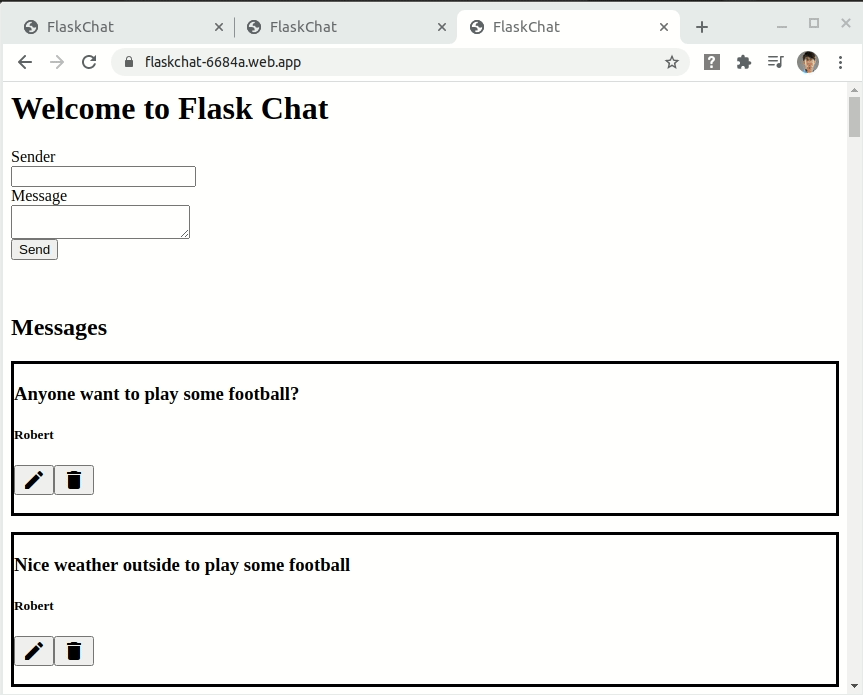 FlaskChat
FlaskChat
FlaskChat
flaskchat-6684a.web.app
Welcome to Flask Chat
Sender
Message
Send
Messages
Anyone want to play some football?
Robert
Nice weather outside to play some football
Robert